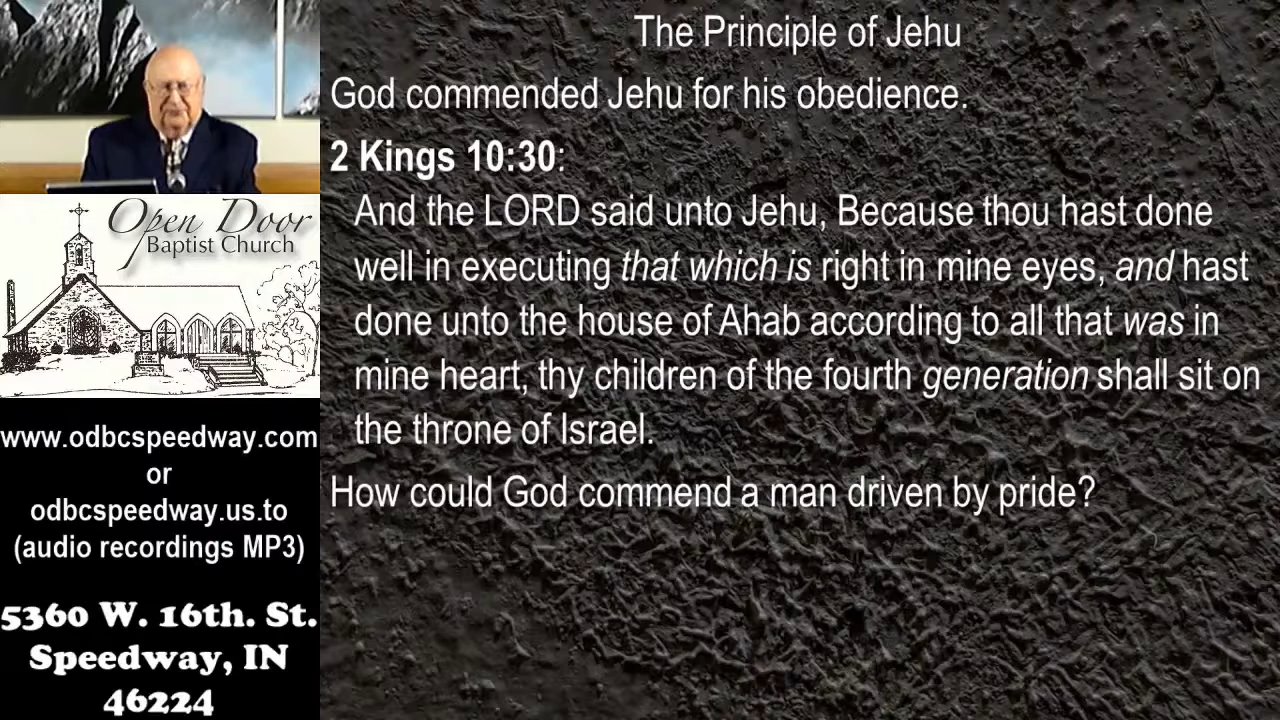 The Principle of Jehu
God commended Jehu for his obedience.
2 Kings 10:30:
And the LORD said unto Jehu, Because thou hast done
well in executing that which is right in mine eyes, and hast
done unto the house of Ahab according to all that was in
mine heart, thy children of the fourth generation shall sit on
the throne of Israel.
How could God commend a man driven by pride?
Open Door
Baptist Church
www.odbcspeedway.com
or
odbcspeedway.us.to
(audio recordings MP3)
5360 W. 16th. St.
Speedway, IN
46224